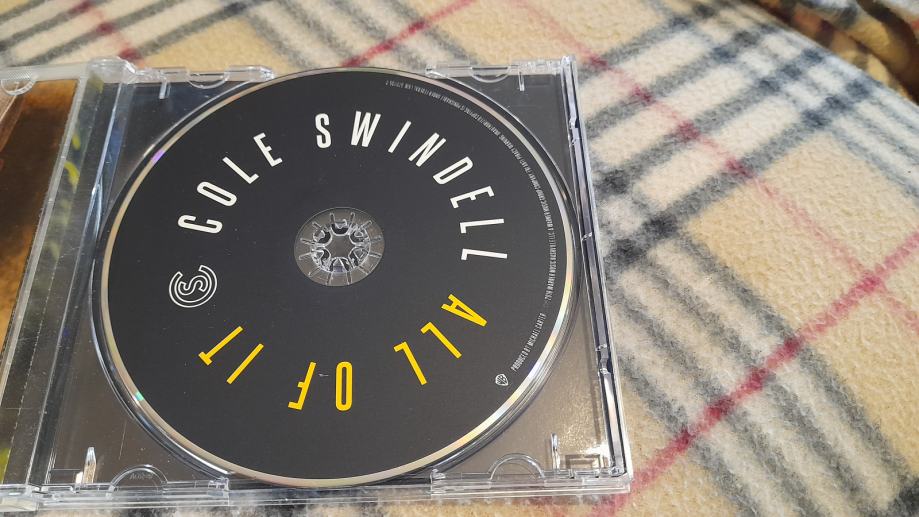 COLE SWINDELL
ALL OF IT
PRODUCED BY MICHAEL CARTER